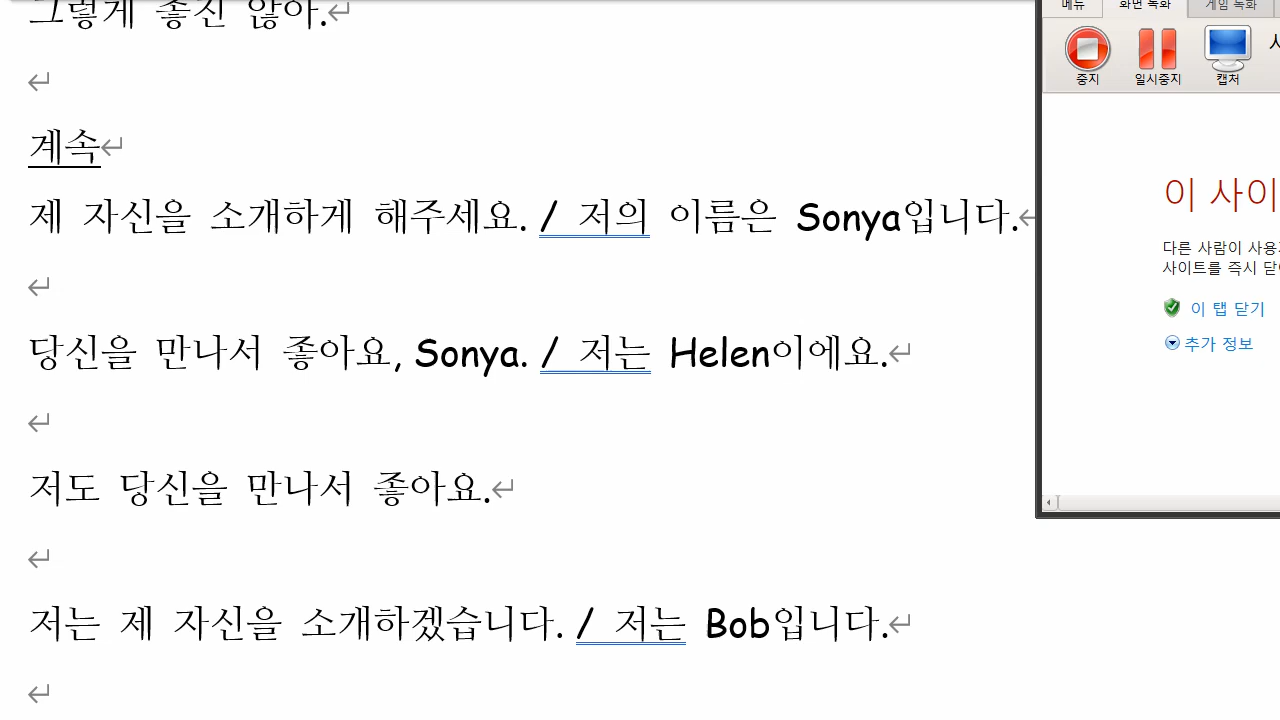 그렇게 좋진 않아.
계속
제 자신을 소개하게 해주세요. / 저의 이름은 Sonya입니다.
당신을 만나서 좋아요, Sonya. / 저는 Helen이에요.
저도 당신을 만나서 좋아요.
저는 제 자신을 소개하겠습니다. / 저는 Bob입니다.
메뉴 화면 녹화 게임 녹화
중지 일시중지 캡처
이 사이
다른 사람이 사용
사이트를 즉시 닫
이 탭 닫기
추가 정보